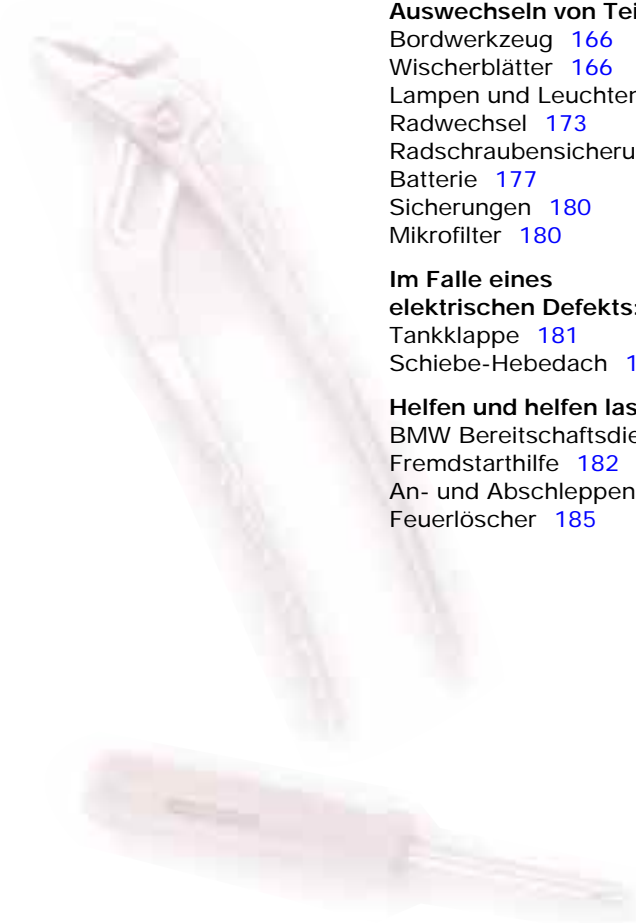 Auswechseln von Tei
Bordwerkzeug 166
Wischerblätter 166
Lampen und Leuchten
Radwechsel 173
Radschraubensicheru
Batterie 177
Sicherungen 180
Mikrofilter 180
Im Falle eines
elektrischen Defekts:
Tankklappe 181
Schiebe-Hebedach 1
Helfen und helfen las
BMW Bereitschaftsdie
Fremdstarthilfe 182
An- und Abschleppen
Feuerlöscher 185